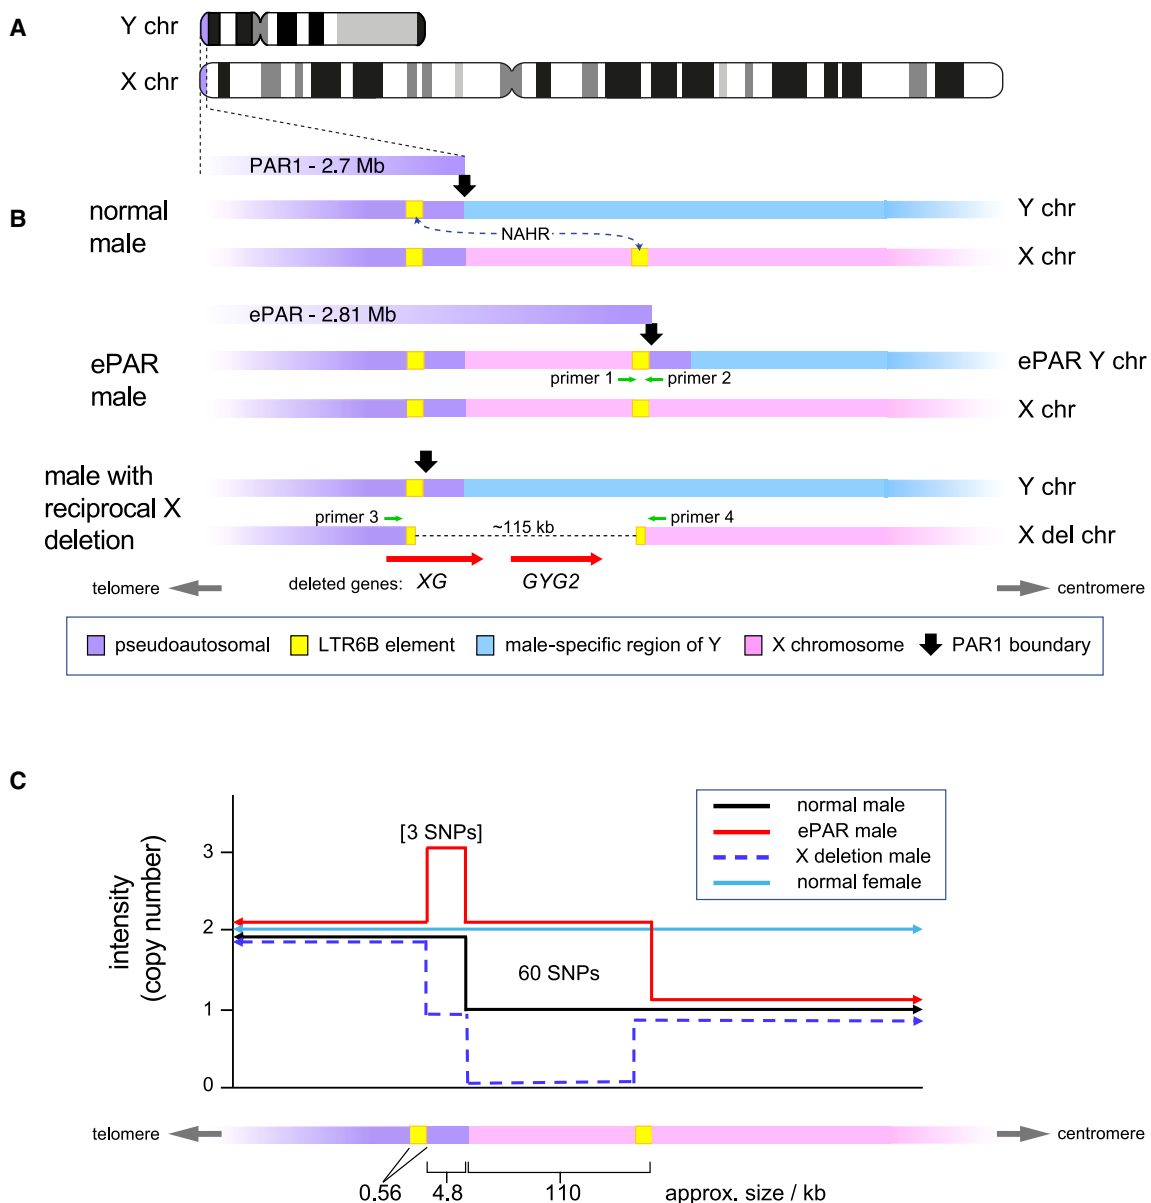 A
Y chr
X chr
PAR1 - 2.7 Mb
B
normal
male
Y chr
NAHR
X chr
ePAR - 2.81 Mb
ePAR
male
ePAR Y chr
primer 1
primer 2
X chr
male with
reciprocal X
deletion
Y chr
primer 3
~115 kb
primer 4
X del chr
deleted genes: XG GYG2
telomere
centromere
pseudoautosomal
LTR6B element
male-specific region of Y
X chromosome
PAR1 boundary
C
normal male
ePAR male
X deletion male
normal female
[3 SNPs]
intensity
(copy number)
3
2
1
0
60 SNPs
telomere
centromere
0.56
4.8
110
approx. size / kb